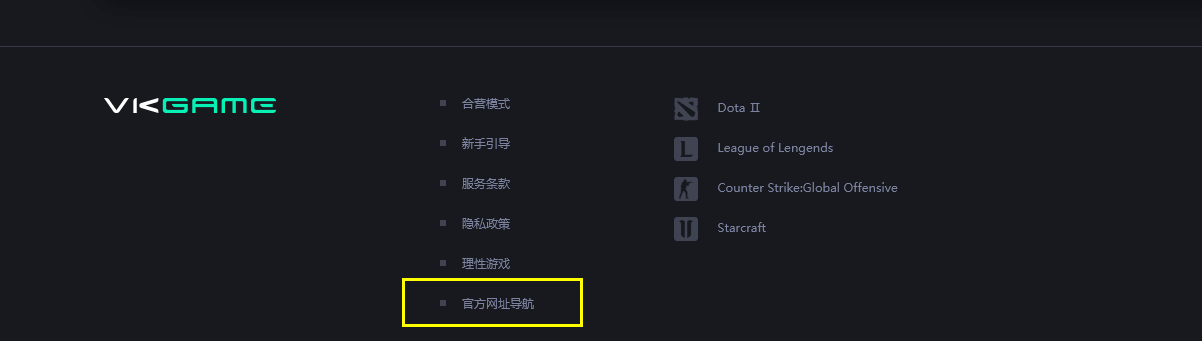 VKGAME
合营模式
新手引导
服务条款
隐私政策
理性游戏
官方网址导航
Dota Ⅱ
League of Lengends
Counter Strike:Global Offensive
Starcraft